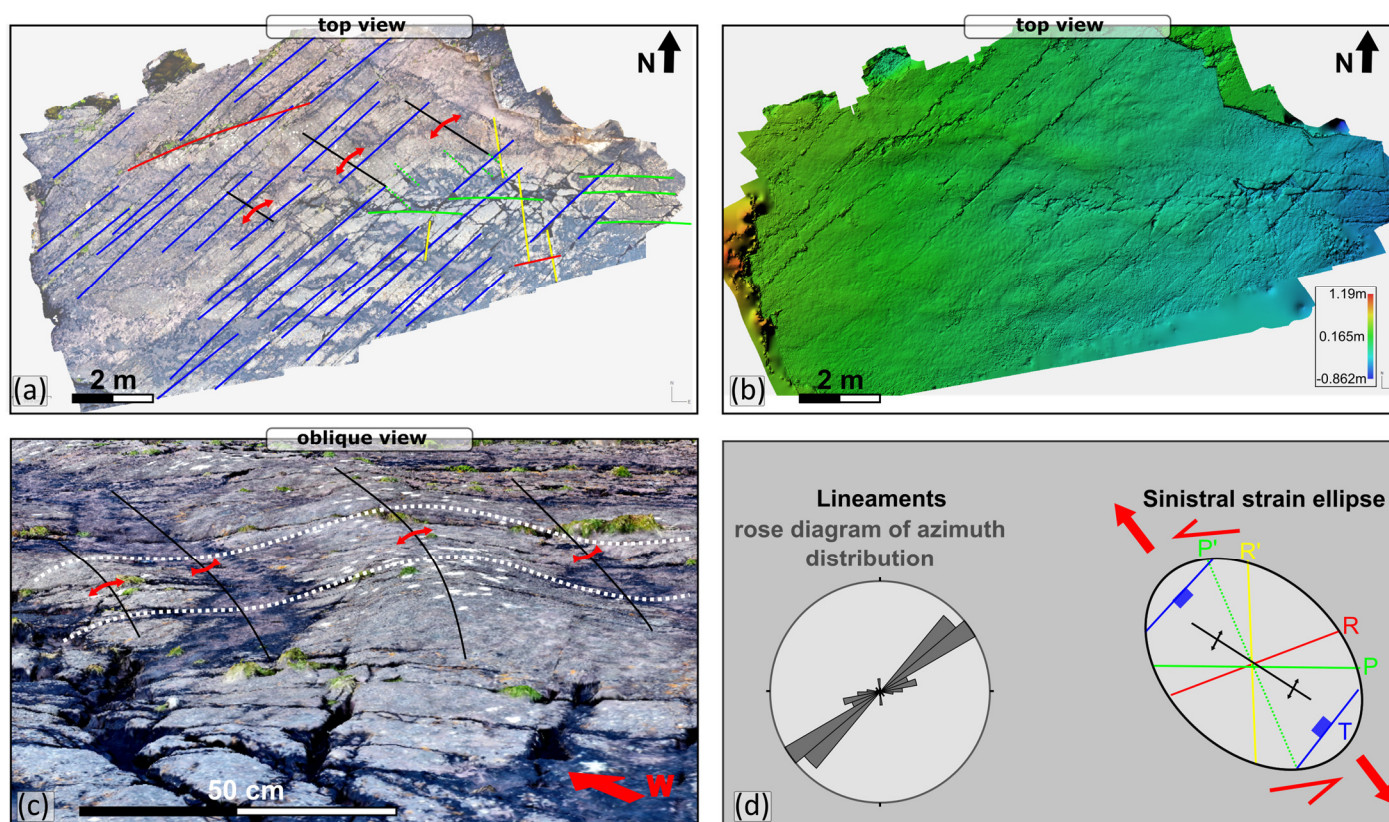 top view
N
2 m
(a)
top view
N
1.19m
0.165m
-0.862m
2 m
(b)
oblique view
50 cm
W
(c)
Lineaments
rose diagram of azimuth
distribution
Sinistral strain ellipse
P'
R'
R
P
T
(d)